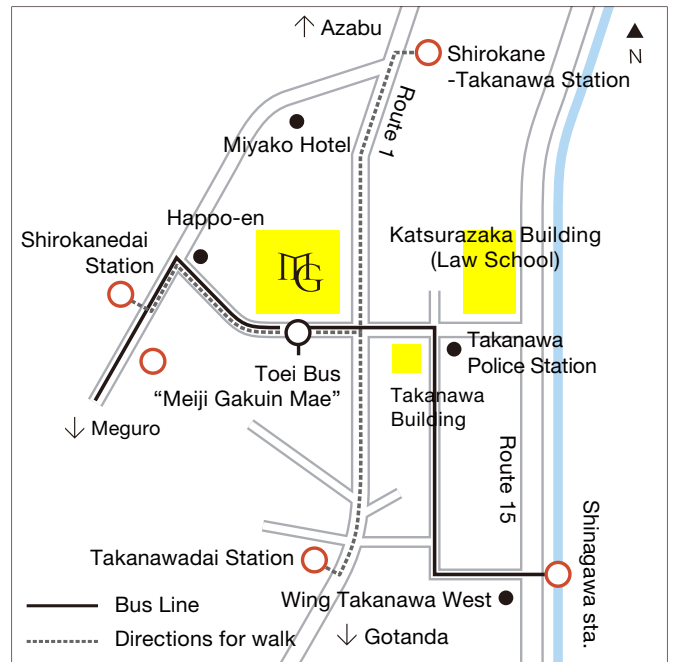 ↑ Azabu
N
Shirokane
-Takanawa Station
Route 1
Miyako Hotel
Happo-en
Shirokanedai
Station
MG
Katsurazaka Building
(Law School)
Takanawa
Police Station
Toei Bus
“Meiji Gakuin Mae”
Takanawa
Building
↓ Meguro
Route 15
Shinagawa sta.
Takanawadai Station
Wing Takanawa West
Bus Line
Directions for walk
↓ Gotanda